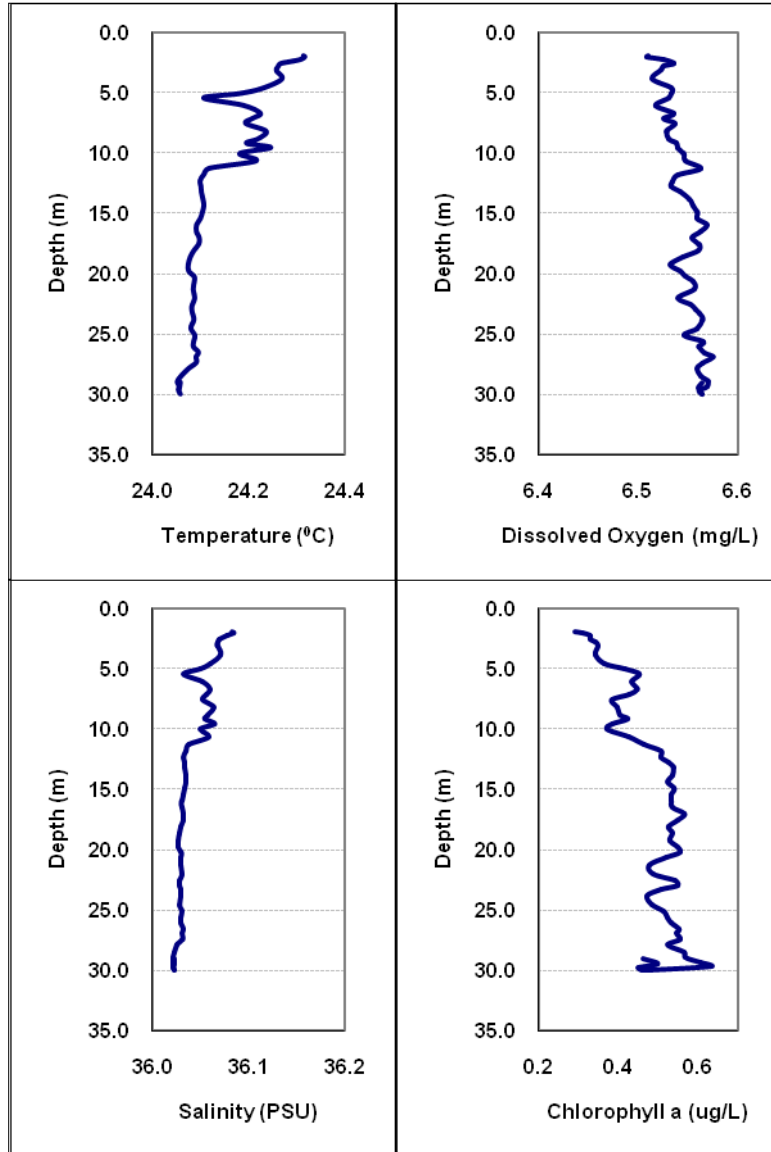 0.0
5.0
10.0
15.0
20.0
25.0
30.0
35.0
Depth (m)
24.0 24.2 24.4
Temperature (⁰C)
0.0
5.0
10.0
15.0
20.0
25.0
30.0
35.0
Depth (m)
6.4 6.5 6.6
Dissolved Oxygen (mg/L)
0.0
5.0
10.0
15.0
20.0
25.0
30.0
35.0
Depth (m)
36.0 36.1 36.2
Salinity (PSU)
0.0
5.0
10.0
15.0
20.0
25.0
30.0
35.0
Depth (m)
0.2 0.4 0.6
Chlorophyll a (ug/L)